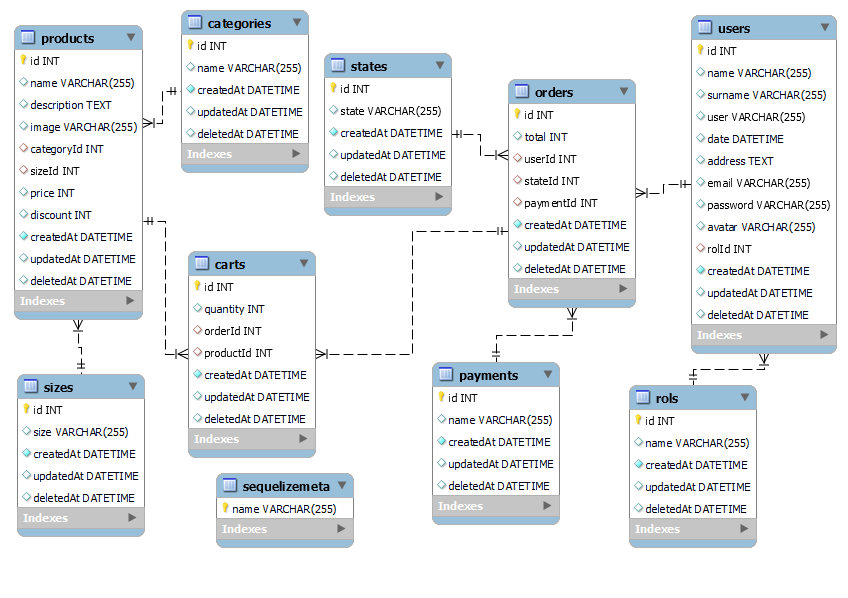 products
id INT
name VARCHAR(255)
description TEXT
image VARCHAR(255)
categoryId INT
sizeId INT
price INT
discount INT
createdAt DATETIME
updatedAt DATETIME
deletedAt DATETIME
Indexes
categories
id INT
name VARCHAR(255)
createdAt DATETIME
updatedAt DATETIME
deletedAt DATETIME
Indexes
states
id INT
state VARCHAR(255)
createdAt DATETIME
updatedAt DATETIME
deletedAt DATETIME
Indexes
orders
id INT
total INT
userId INT
stateId INT
paymentId INT
createdAt DATETIME
updatedAt DATETIME
deletedAt DATETIME
Indexes
users
id INT
name VARCHAR(255)
surname VARCHAR(255)
user VARCHAR(255)
date DATETIME
address TEXT
email VARCHAR(255)
password VARCHAR(255)
avatar VARCHAR(255)
rolId INT
createdAt DATETIME
updatedAt DATETIME
deletedAt DATETIME
Indexes
carts
id INT
quantity INT
orderId INT
productId INT
createdAt DATETIME
updatedAt DATETIME
deletedAt DATETIME
Indexes
sizes
id INT
size VARCHAR(255)
createdAt DATETIME
updatedAt DATETIME
deletedAt DATETIME
Indexes
sequelizemeta
name VARCHAR(255)
Indexes
payments
id INT
name VARCHAR(255)
createdAt DATETIME
updatedAt DATETIME
deletedAt DATETIME
Indexes
rols
id INT
name VARCHAR(255)
createdAt DATETIME
updatedAt DATETIME
deletedAt DATETIME
Indexes